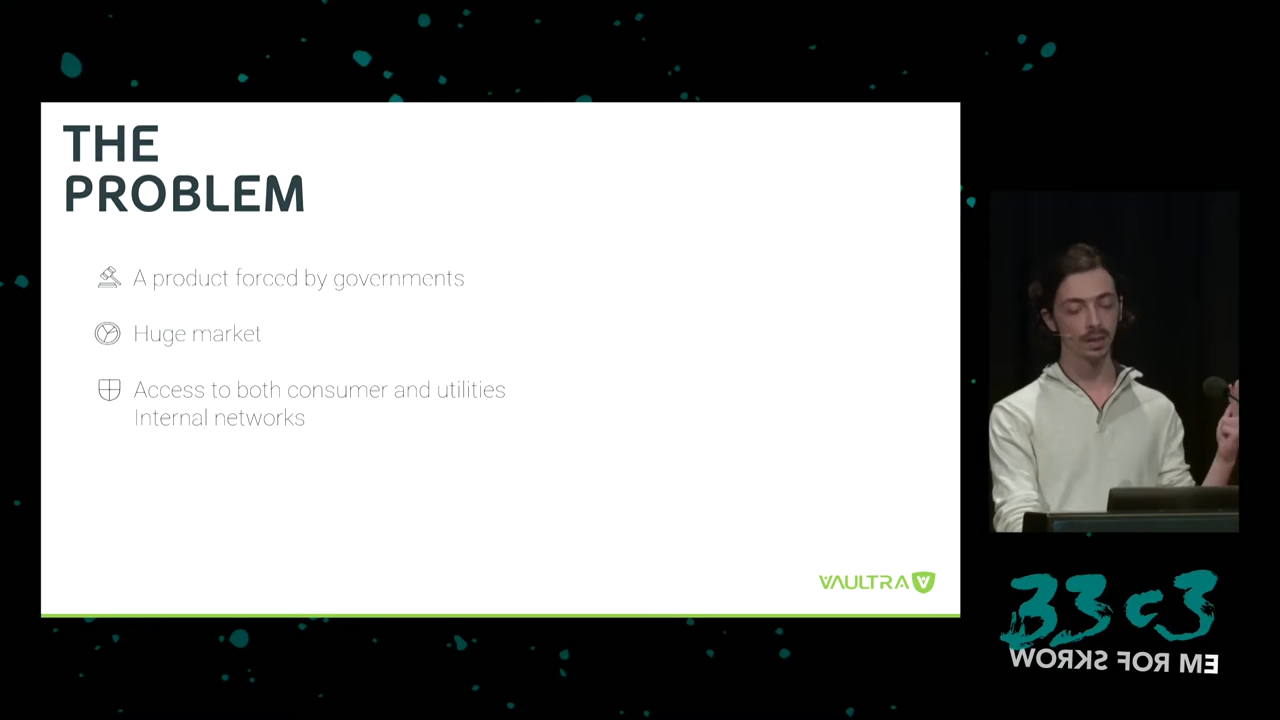 THE
PROBLEM
A product forced by governments
Huge market
Access to both consumer and utilities
Internal networks
VAULTRA
33c3
WORKS FOR ME